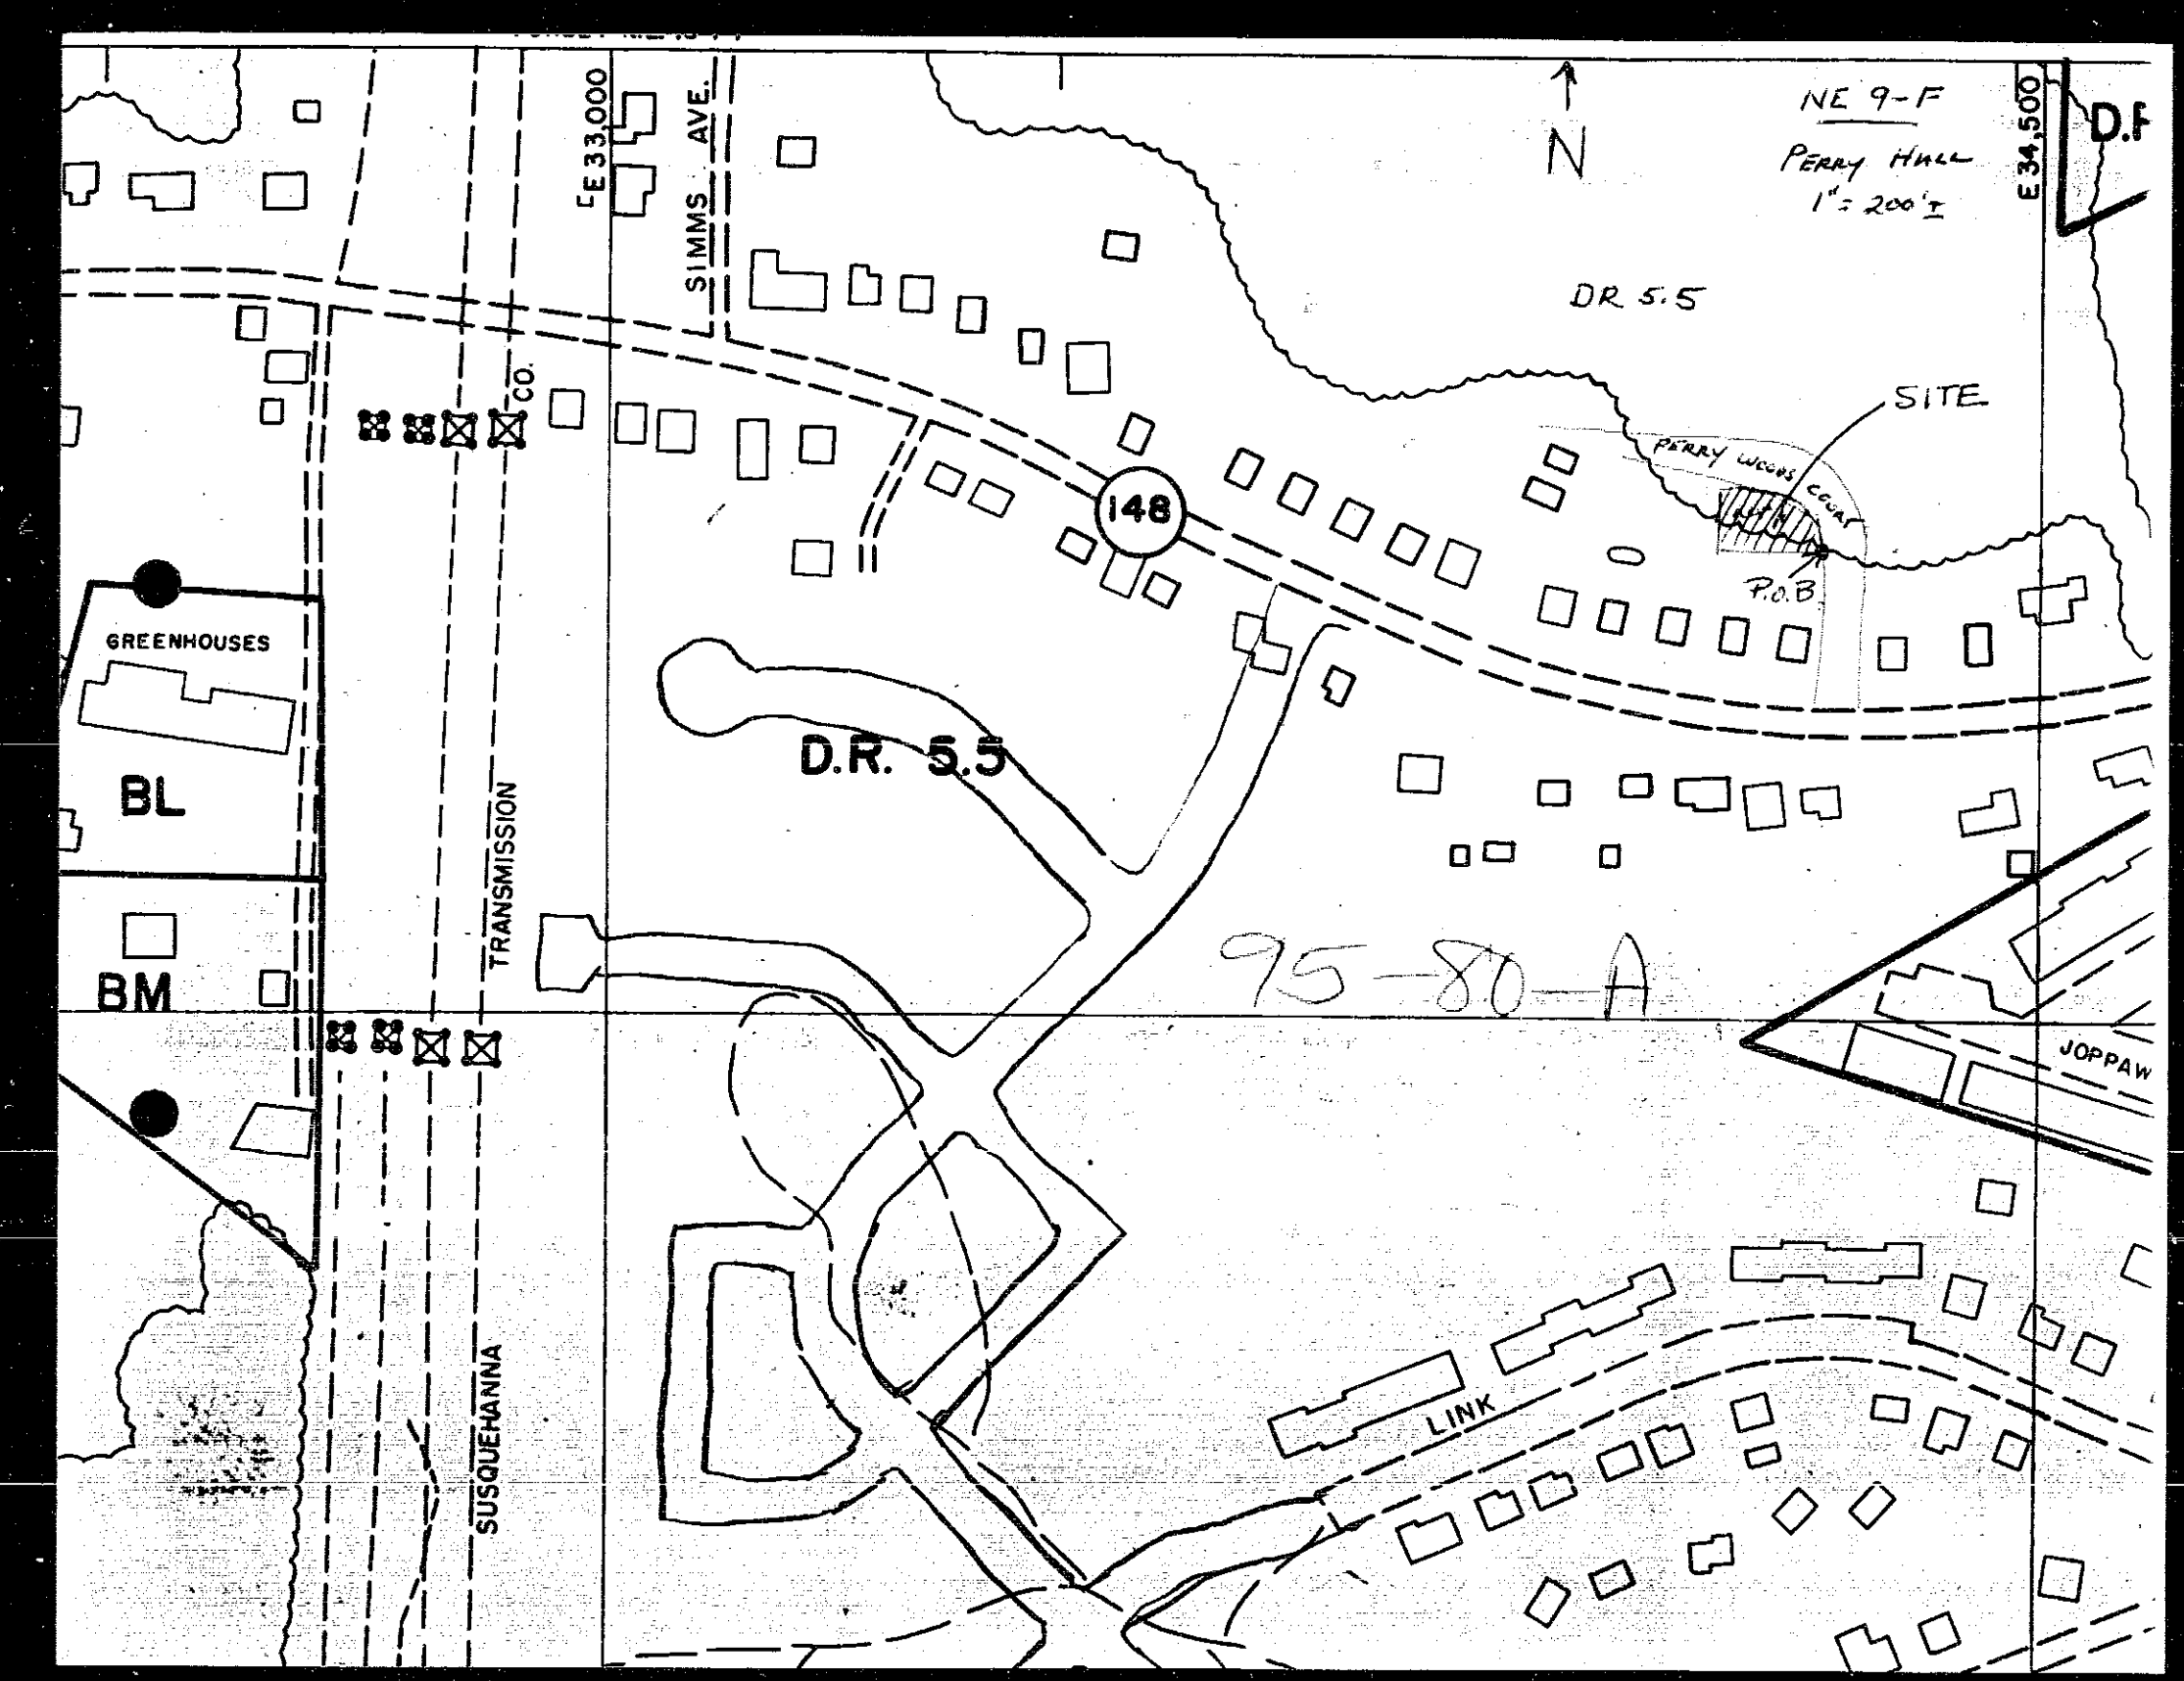 E 33,000
SIMMS AVE.
N
NE 9-F
PERRY HALL
1" = 200' ±
E 34,500
DR 5.5
SITE
CO.
PERRY WOODS COURT
148
P.O.B.
GREENHOUSES
D.R. 5.5
BL
TRANSMISSION
95-80-A
BM
JOPPAW
LINK
SUSQUEHANNA